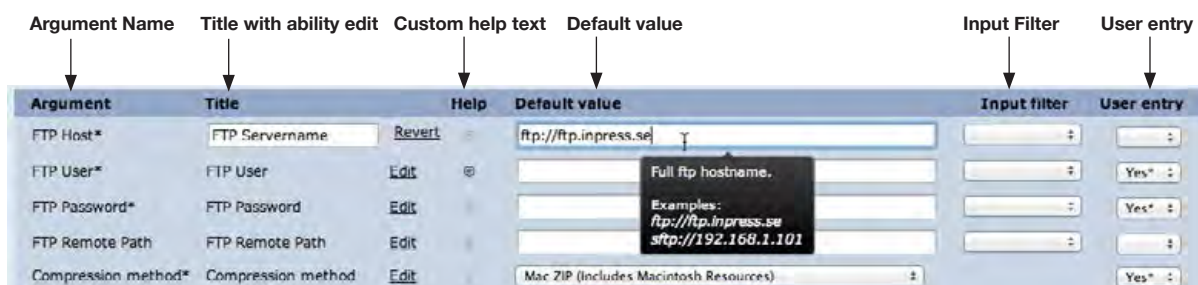 Argument Name Title with ability edit Custom help text Default value Input Filter User entry
Argument Title Help Default value Input filter User entry
FTP Host* FTP Servername Revert ftp://ftp.inpress.se
FTP User* FTP User Edit Yes*
Full ftp hostname.
FTP Password* FTP Password Edit Yes*
Examples:
ftp://ftp.inpress.se
FTP Remote Path FTP Remote Path Edit
sftp://192.168.1.101
Compression method* Compression method Edit Mac ZIP (Includes Macintosh Resources) Yes*